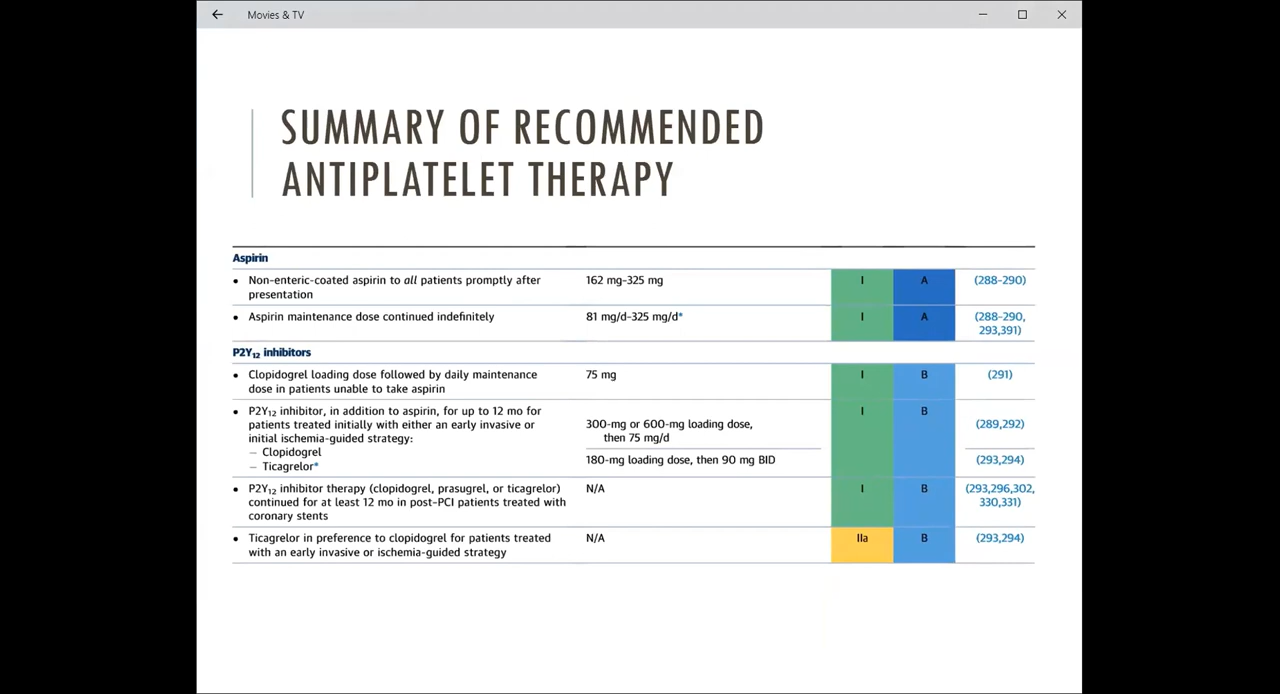 Movies & TV
SUMMARY OF RECOMMENDED
ANTIPLATELET THERAPY
Aspirin
• Non-enteric-coated aspirin to all patients promptly after
presentation
162 mg–325 mg
I
A
(288–290)
• Aspirin maintenance dose continued indefinitely
81 mg/d–325 mg/d*
I
A
(288–290,
293,391)
P2Y12 inhibitors
• Clopidogrel loading dose followed by daily maintenance
dose in patients unable to take aspirin
75 mg
I
B
(291)
• P2Y12 inhibitor, in addition to aspirin, for up to 12 mo for
patients treated initially with either an early invasive or
initial ischemia-guided strategy:
– Clopidogrel
– Ticagrelor*
300-mg or 600-mg loading dose,
then 75 mg/d
180-mg loading dose, then 90 mg BID
I
B
(289,292)
(293,294)
• P2Y12 inhibitor therapy (clopidogrel, prasugrel, or ticagrelor)
continued for at least 12 mo in post-PCI patients treated with
coronary stents
N/A
I
B
(293,296,302,
330,331)
• Ticagrelor in preference to clopidogrel for patients treated
with an early invasive or ischemia-guided strategy
N/A
IIa
B
(293,294)